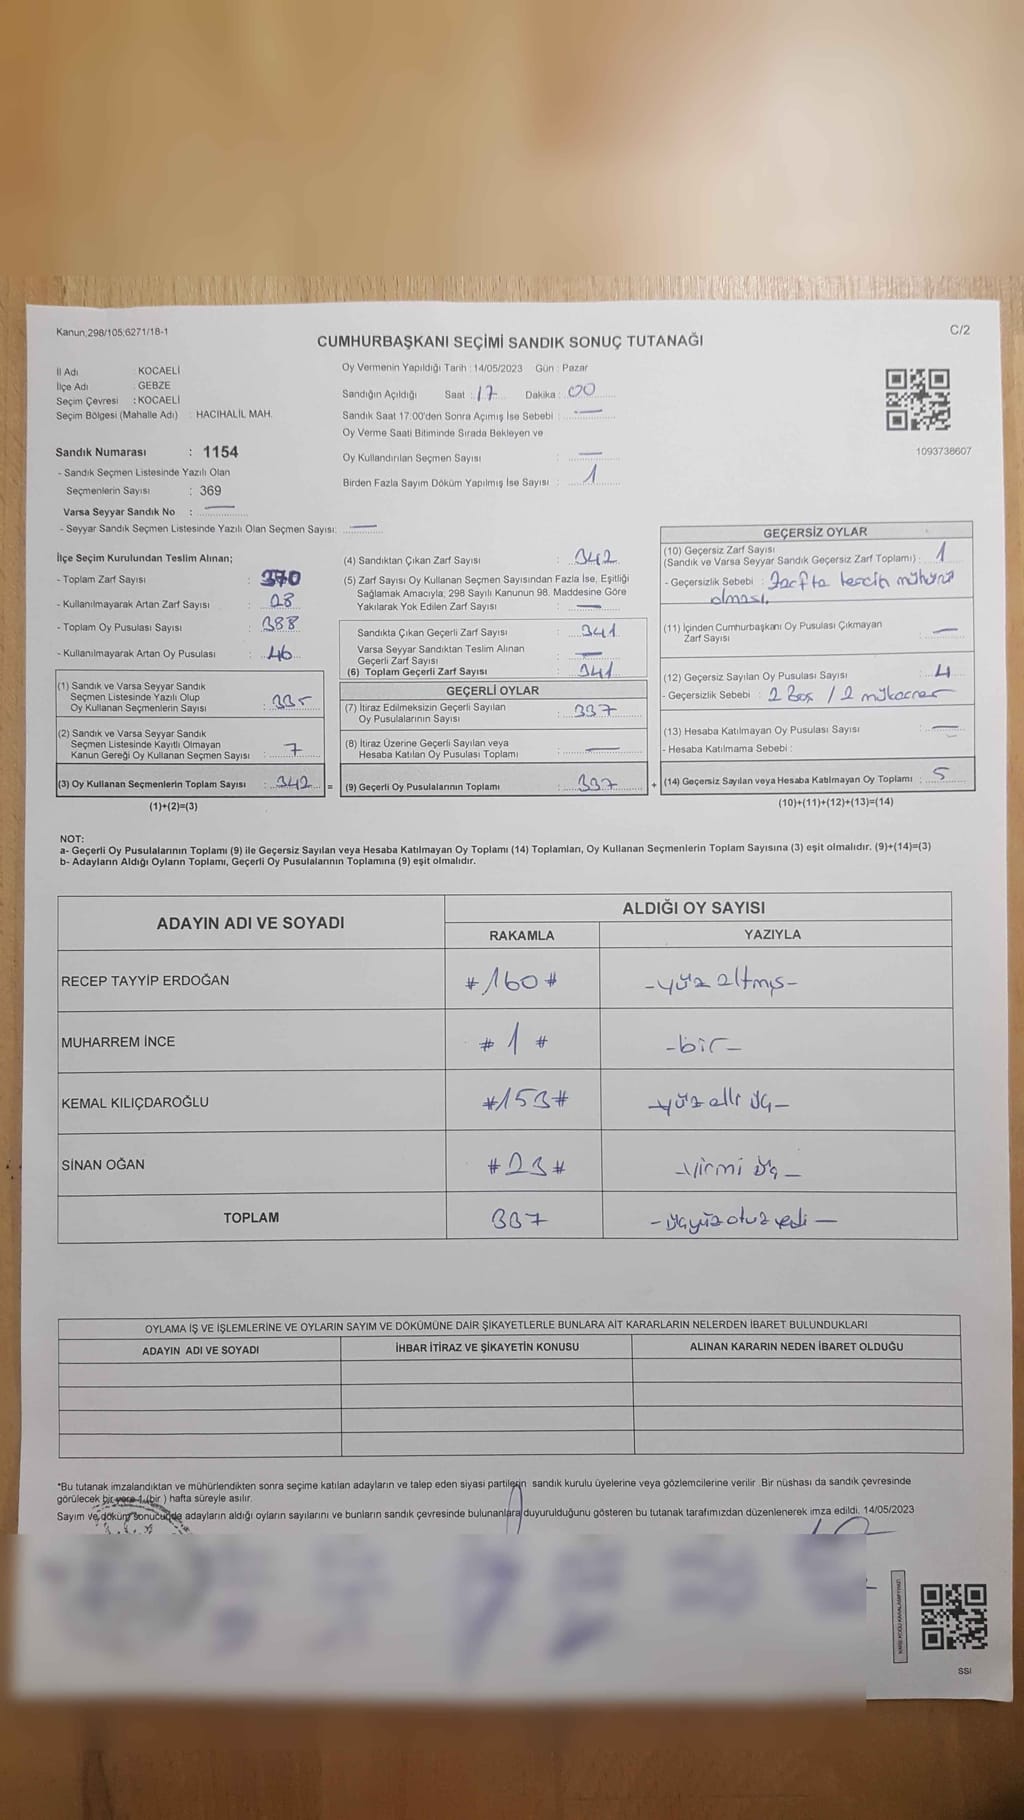 Kanun,298/105;6271/18-1
C/2
CUMHURBAŞKANI SEÇİMİ SANDIK SONUÇ TUTANAĞI
İl Adı : KOCAELİ
İlçe Adı : GEBZE
Seçim Çevresi : KOCAELİ
Seçim Bölgesi (Mahalle Adı) : HACIHALİL MAH.
Oy Vermenin Yapıldığı Tarih : 14/05/2023 Gün : Pazar
Sandığın Açıldığı Saat : 17 Dakika : 00
Sandık Saat 17:00'den Sonra Açımış İse Sebebi : —
Oy Verme Saati Bitiminde Sırada Bekleyen ve
Oy Kullandırılan Seçmen Sayısı : —
Birden Fazla Sayım Döküm Yapılmış İse Sayısı : 1
1093738607
Sandık Numarası : 1154
- Sandık Seçmen Listesinde Yazılı Olan
Seçmenlerin Sayısı : 369
Varsa Seyyar Sandık No : —
- Seyyar Sandık Seçmen Listesinde Yazılı Olan Seçmen Sayısı: —
İlçe Seçim Kurulundan Teslim Alınan;
- Toplam Zarf Sayısı : 370
- Kullanılmayarak Artan Zarf Sayısı : 28
- Toplam Oy Pusulası Sayısı : 388
- Kullanılmayarak Artan Oy Pusulası : 46
(1) Sandık ve Varsa Seyyar Sandık
Seçmen Listesinde Yazılı Olup
Oy Kullanan Seçmenlerin Sayısı : 335
(2) Sandık ve Varsa Seyyar Sandık
Seçmen Listesinde Kayıtlı Olmayan
Kanun Gereği Oy Kullanan Seçmen Sayısı : 7
(3) Oy Kullanan Seçmenlerin Toplam Sayısı : 342 =
(1)+(2)=(3)
(4) Sandıktan Çıkan Zarf Sayısı : 342
(5) Zarf Sayısı Oy Kullanan Seçmen Sayısından Fazla İse, Eşitliği
Sağlamak Amacıyla; 298 Sayılı Kanunun 98. Maddesine Göre
Yakılarak Yok Edilen Zarf Sayısı : —
Sandıkta Çıkan Geçerli Zarf Sayısı : 341
Varsa Seyyar Sandıktan Teslim Alınan
Geçerli Zarf Sayısı : —
(6) Toplam Geçerli Zarf Sayısı : 341
GEÇERLİ OYLAR
(7) İtiraz Edilmeksizin Geçerli Sayılan
Oy Pusulalarının Sayısı : 337
(8) İtiraz Üzerine Geçerli Sayılan veya
Hesaba Katılan Oy Pusulası Toplamı : —
(9) Geçerli Oy Pusulalarının Toplamı : 337 +
GEÇERSİZ OYLAR
(10) Geçersiz Zarf Sayısı
(Sandık ve Varsa Seyyar Sandık Geçersiz Zarf Toplamı) : 1
- Geçersizlik Sebebi : Zarfta tercih mührü
olması.
(11) İçinden Cumhurbaşkanı Oy Pusulası Çıkmayan
Zarf Sayısı : —
(12) Geçersiz Sayılan Oy Pusulası Sayısı : 4
- Geçersizlik Sebebi : 2 Boş / 2 mükerrer
(13) Hesaba Katılmayan Oy Pusulası Sayısı : —
- Hesaba Katılmama Sebebi :
(14) Geçersiz Sayılan veya Hesaba Katılmayan Oy Toplamı : 5
(10)+(11)+(12)+(13)=(14)
NOT:
a- Geçerli Oy Pusulalarının Toplamı (9) ile Geçersiz Sayılan veya Hesaba Katılmayan Oy Toplamı (14) Toplamları, Oy Kullanan Seçmenlerin Toplam Sayısına (3) eşit olmalıdır. (9)+(14)=(3)
b- Adayların Aldığı Oyların Toplamı, Geçerli Oy Pusulalarının Toplamına (9) eşit olmalıdır.
ADAYIN ADI VE SOYADI
ALDIĞI OY SAYISI
RAKAMLA YAZIYLA
RECEP TAYYİP ERDOĞAN #160# -yüz altmış-
MUHARREM İNCE #1# -bir-
KEMAL KILIÇDAROĞLU #153# -yüz elli üç-
SİNAN OĞAN #23# -yirmi üç-
TOPLAM 337 -üçyüzotuzyedi-
OYLAMA İŞ VE İŞLEMLERİNE VE OYLARIN SAYIM VE DÖKÜMÜNE DAİR ŞİKAYETLERLE BUNLARA AİT KARARLARIN NELERDEN İBARET BULUNDUKLARI
ADAYIN ADI VE SOYADI İHBAR İTİRAZ VE ŞİKAYETİN KONUSU ALINAN KARARIN NEDEN İBARET OLDUĞU
*Bu tutanak imzalandıktan ve mühürlendikten sonra seçime katılan adayların ve talep eden siyasi partilerin sandık kurulu üyelerine veya gözlemcilerine verilir. Bir nüshası da sandık çevresinde
görülecek bir yere 1 (bir ) hafta süreyle asılır.
Sayım ve döküm sonucunda adayların aldığı oyların sayılarını ve bunların sandık çevresinde bulunanlara duyurulduğunu gösteren bu tutanak tarafımızdan düzenlenerek imza edildi. 14/05/2023
SSI